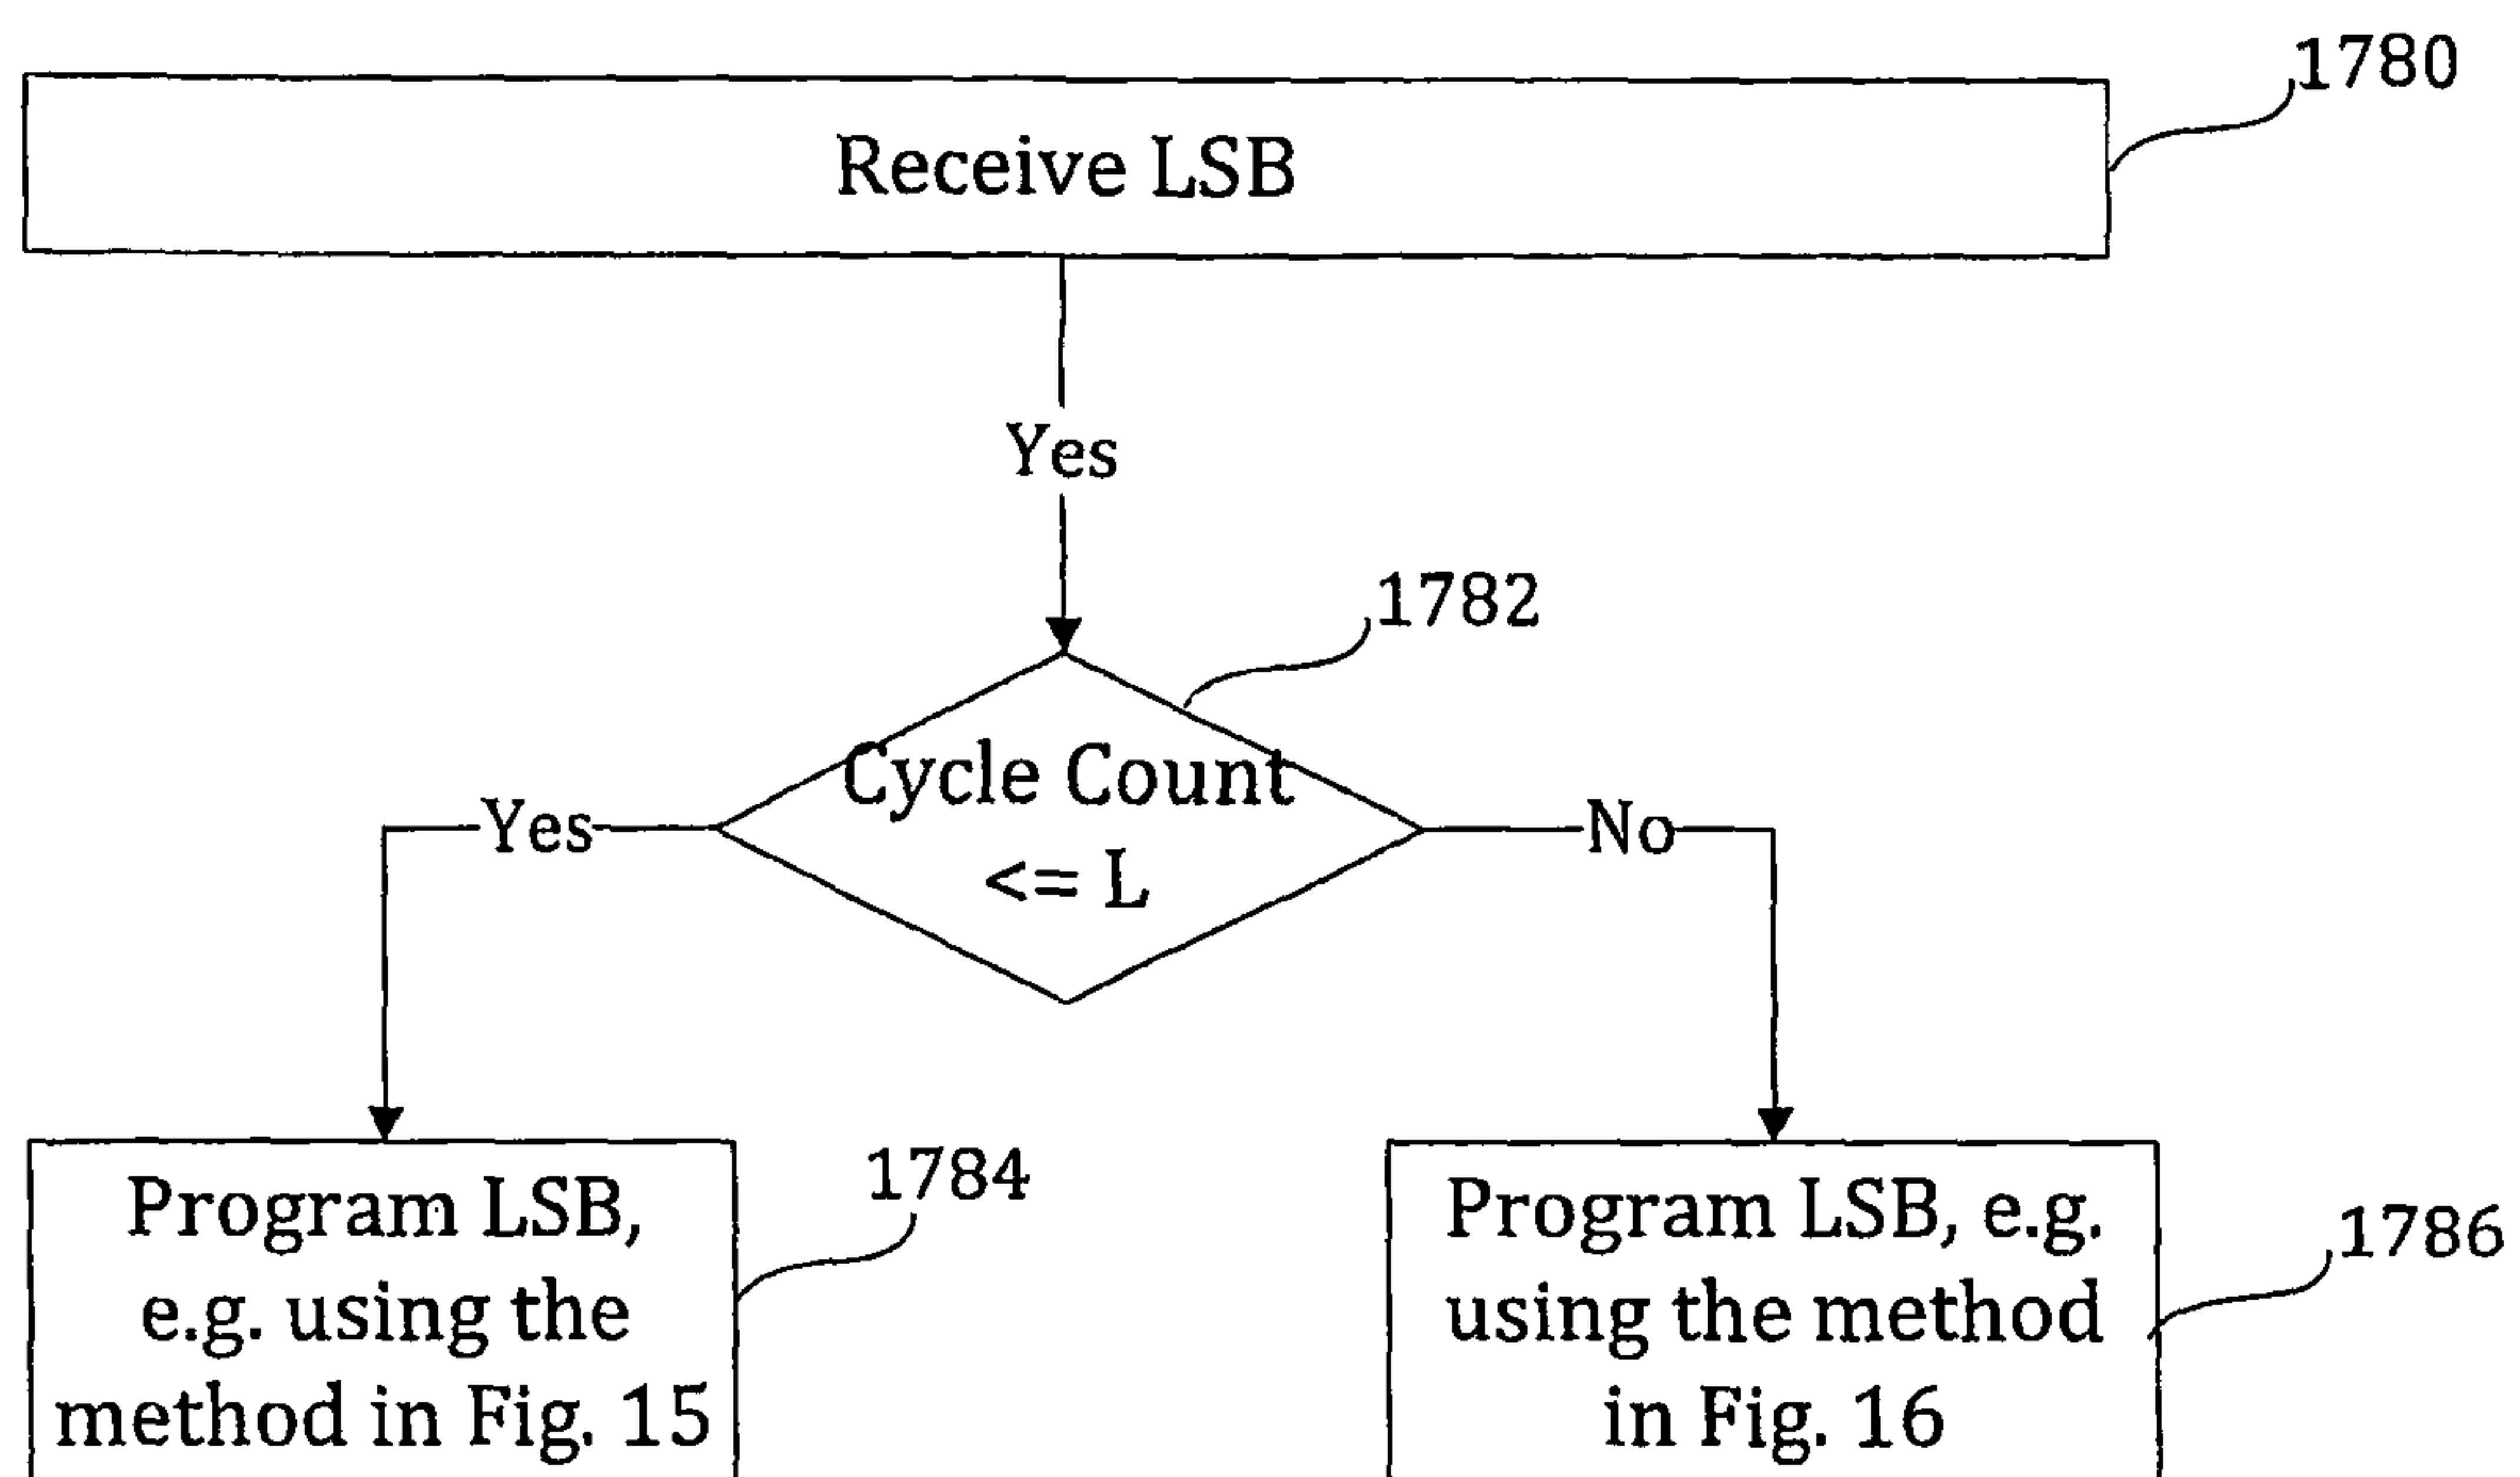 1780
Receive LSB
Yes
1782
Cycle Count
<= L
Yes
No
1784
Program LSB,
e.g. using the
method in Fig. 15
1786
Program LSB, e.g.
using the method
in Fig. 16